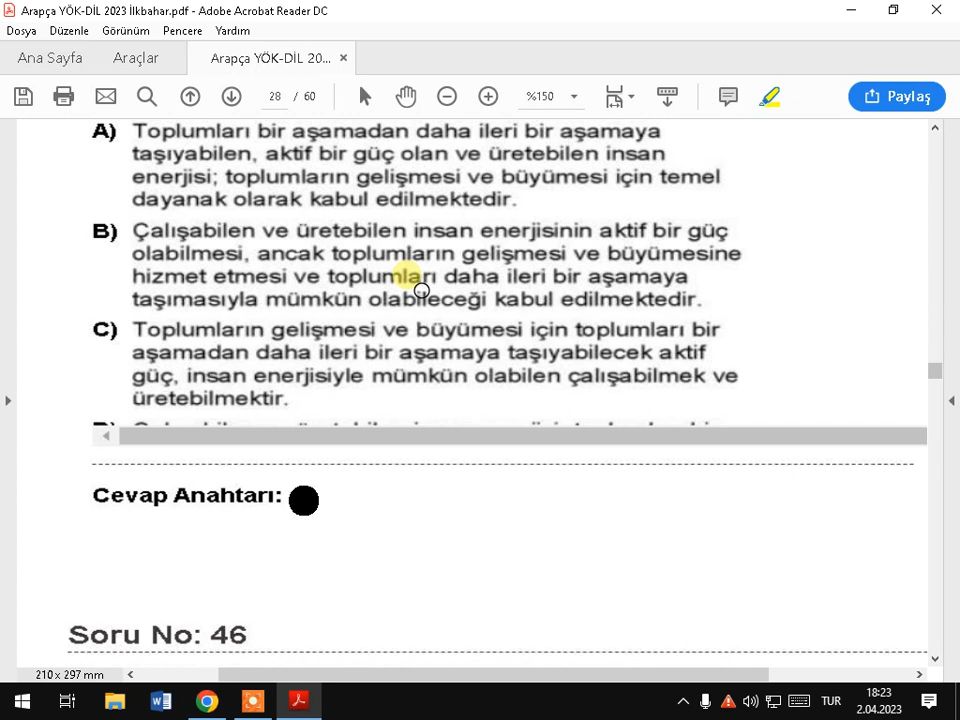 Arapça YÖK-DİL 2023 İlkbahar.pdf - Adobe Acrobat Reader DC
Dosya Düzenle Görünüm Pencere Yardım
Ana Sayfa Araçlar Arapça YÖK-DİL 20... ×
28 / 60 %150 Paylaş
A) Toplumları bir aşamadan daha ileri bir aşamaya
taşıyabilen, aktif bir güç olan ve üretebilen insan
enerjisi; toplumların gelişmesi ve büyümesi için temel
dayanak olarak kabul edilmektedir.
B) Çalışabilen ve üretebilen insan enerjisinin aktif bir güç
olabilmesi, ancak toplumların gelişmesi ve büyümesine
hizmet etmesi ve toplumları daha ileri bir aşamaya
taşımasıyla mümkün olabileceği kabul edilmektedir.
C) Toplumların gelişmesi ve büyümesi için toplumları bir
aşamadan daha ileri bir aşamaya taşıyabilecek aktif
güç, insan enerjisiyle mümkün olabilen çalışabilmek ve
üretebilmektir.
Cevap Anahtarı:
Soru No: 46
210 x 297 mm
TUR
18:23
2.04.2023